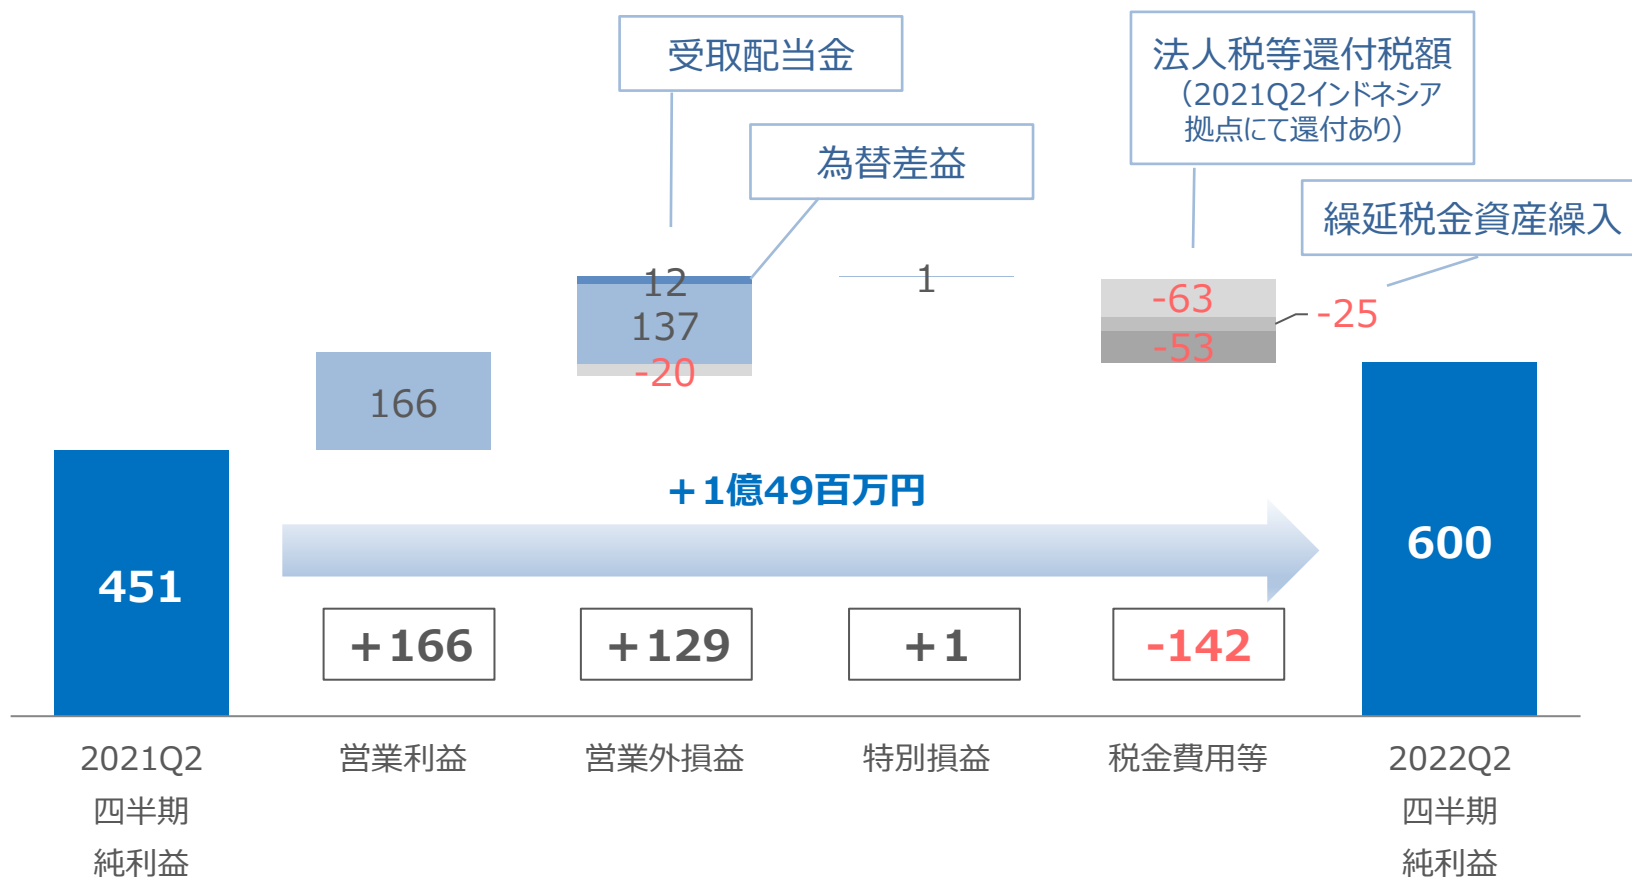 受取配当金
為替差益
法人税等還付税額
（2021Q2インドネシア
拠点にて還付あり）
繰延税金資産繰入
12
137
-20
1
-63
-25
-53
166
＋1億49百万円
451
600
＋166
＋129
＋1
-142
2021Q2
四半期
純利益
営業利益
営業外損益
特別損益
税金費用等
2022Q2
四半期
純利益